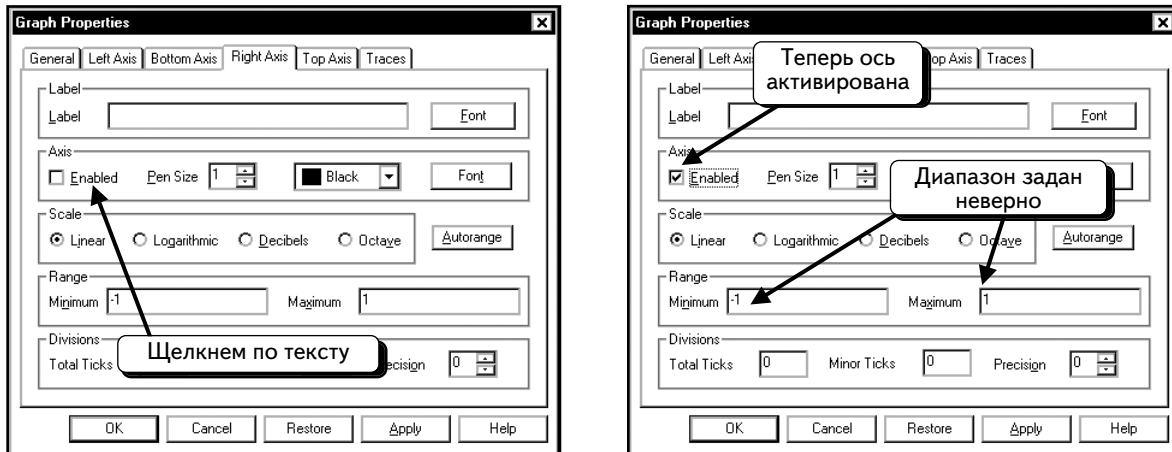 Graph Properties
General Left Axis Bottom Axis Right Axis Top Axis Traces
Label
Label Font
Axis
Enabled Pen Size 1 Black Font
Scale
Linear Logarithmic Decibels Octave Autorange
Range
Minimum -1 Maximum 1
Divisions
Total Ticks ecision 0
Щелкнем по тексту
OK Cancel Restore Apply Help
Graph Properties
General Left Axi op Axis Traces
Теперь ось
активирована
Label
Label Font
Axis
Enabled Pen Size 1
Диапазон задан
неверно
Scale
Linear Logarithmic Decibels Octave Autorange
Range
Minimum -1 Maximum 1
Divisions
Total Ticks 0 Minor Ticks 0 Precision 0
OK Cancel Restore Apply Help